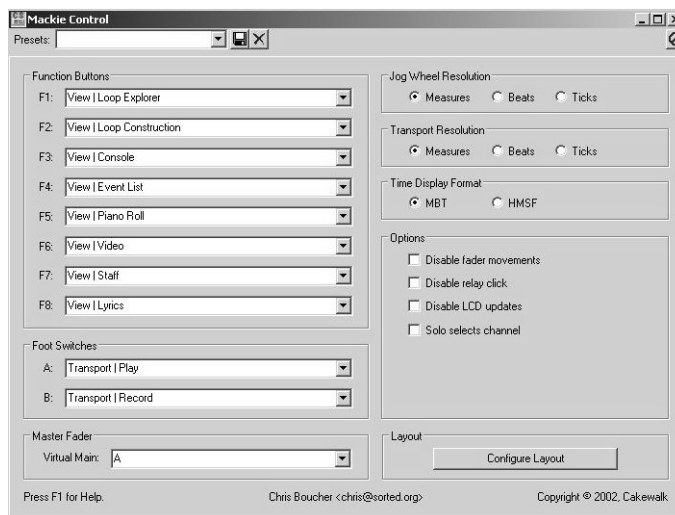 Mackie Control
Presets:
Function Buttons
F1: View | Loop Explorer
F2: View | Loop Construction
F3: View | Console
F4: View | Event List
F5: View | Piano Roll
F6: View | Video
F7: View | Staff
F8: View | Lyrics
Foot Switches
A: Transport | Play
B: Transport | Record
Master Fader
Virtual Main: A
Jog Wheel Resolution
Measures Beats Ticks
Transport Resolution
Measures Beats Ticks
Time Display Format
MBT HMSF
Options
Disable fader movements
Disable relay click
Disable LCD updates
Solo selects channel
Layout
Configure Layout
Press F1 for Help. Chris Boucher <chris@sorted.org> Copyright © 2002, Cakewalk